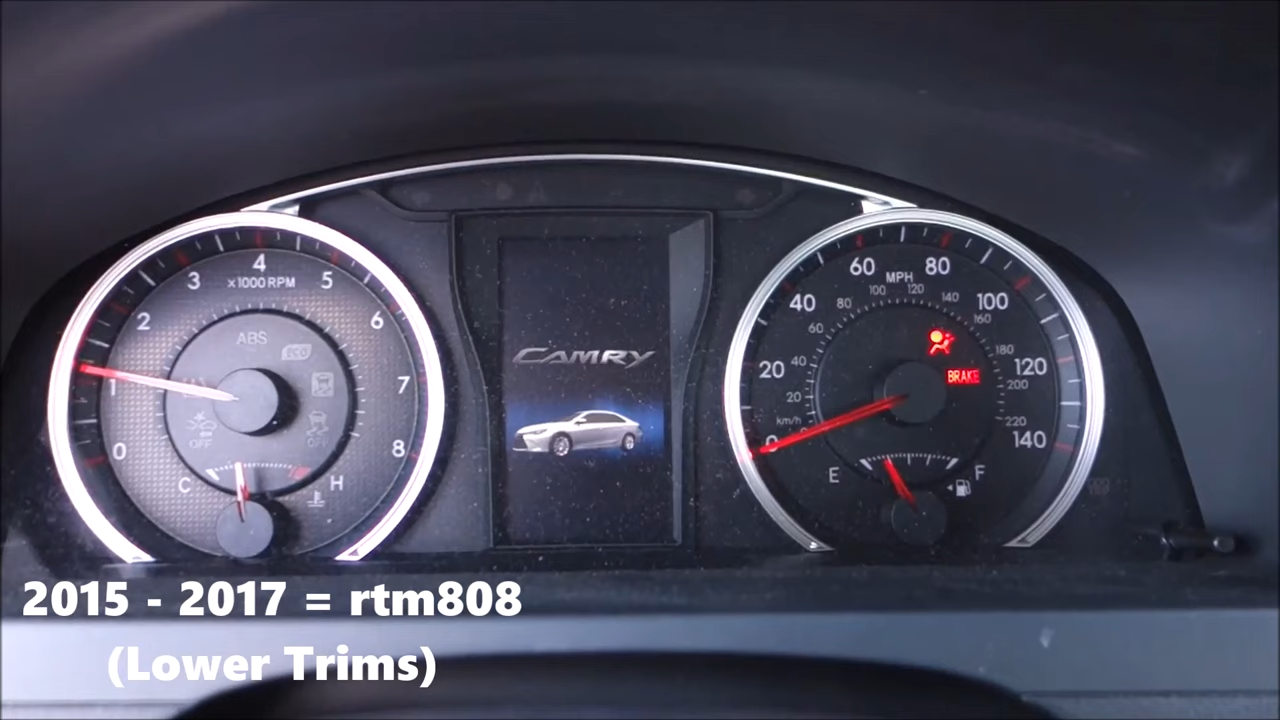 4
3
5
×1000 RPM
2
6
ABS
ECO
1
7
OFF
OFF
0
8
C
H
CAMRY
60
80
MPH
100
120
80
140
40
100
60
160
40
180
20
120
20
200
BRAKE
km/h
220
0
140
E
F
2015 - 2017 = rtm808
(Lower Trims)